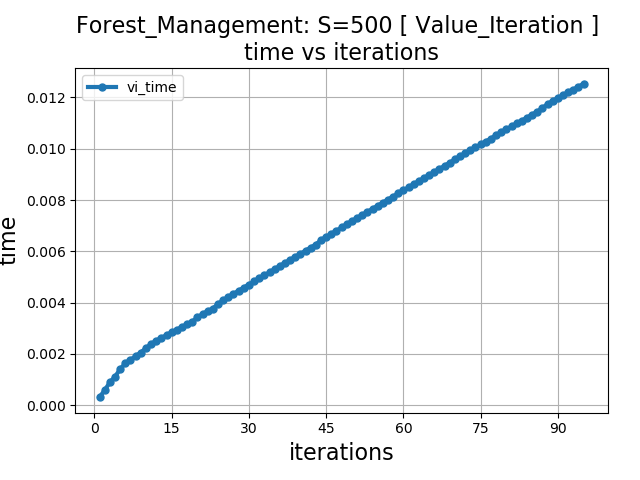 Forest_Management: S=500 [ Value_Iteration ]
time vs iterations
vi_time
0.012
0.010
0.008
0.006
0.004
0.002
0.000
time
0 15 30 45 60 75 90
iterations